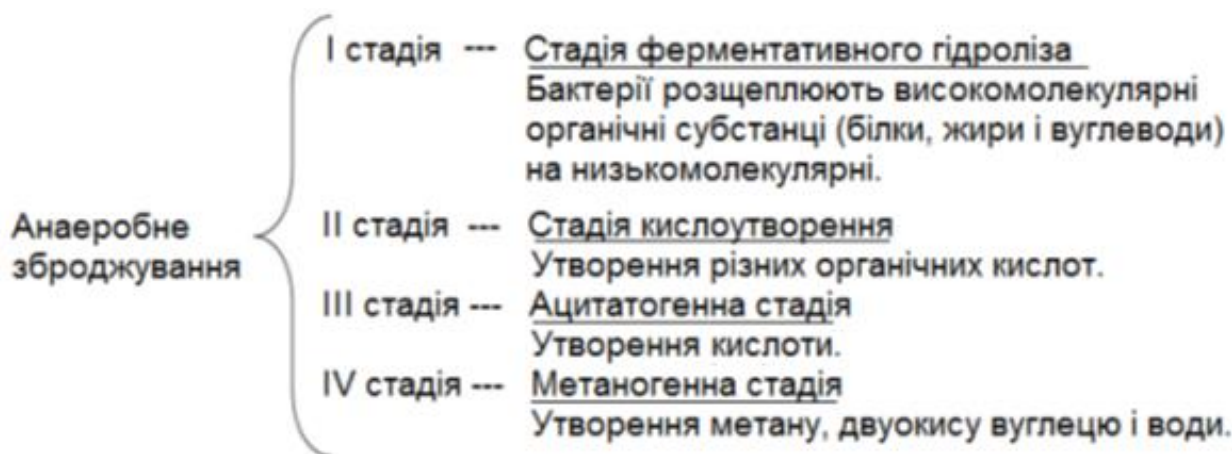 I стадія --- Стадія ферментативного гідроліза
Бактерії розщеплюють високомолекулярні
органічні субстанці (білки, жири і вуглеводи)
на низькомолекулярні.
Анаеробне
зброджування
II стадія --- Стадія кислоутворення
Утворення різних органічних кислот.
III стадія --- Ацитатогенна стадія
Утворення кислоти.
IV стадія --- Метаногенна стадія
Утворення метану, двуокису вуглецю і води.